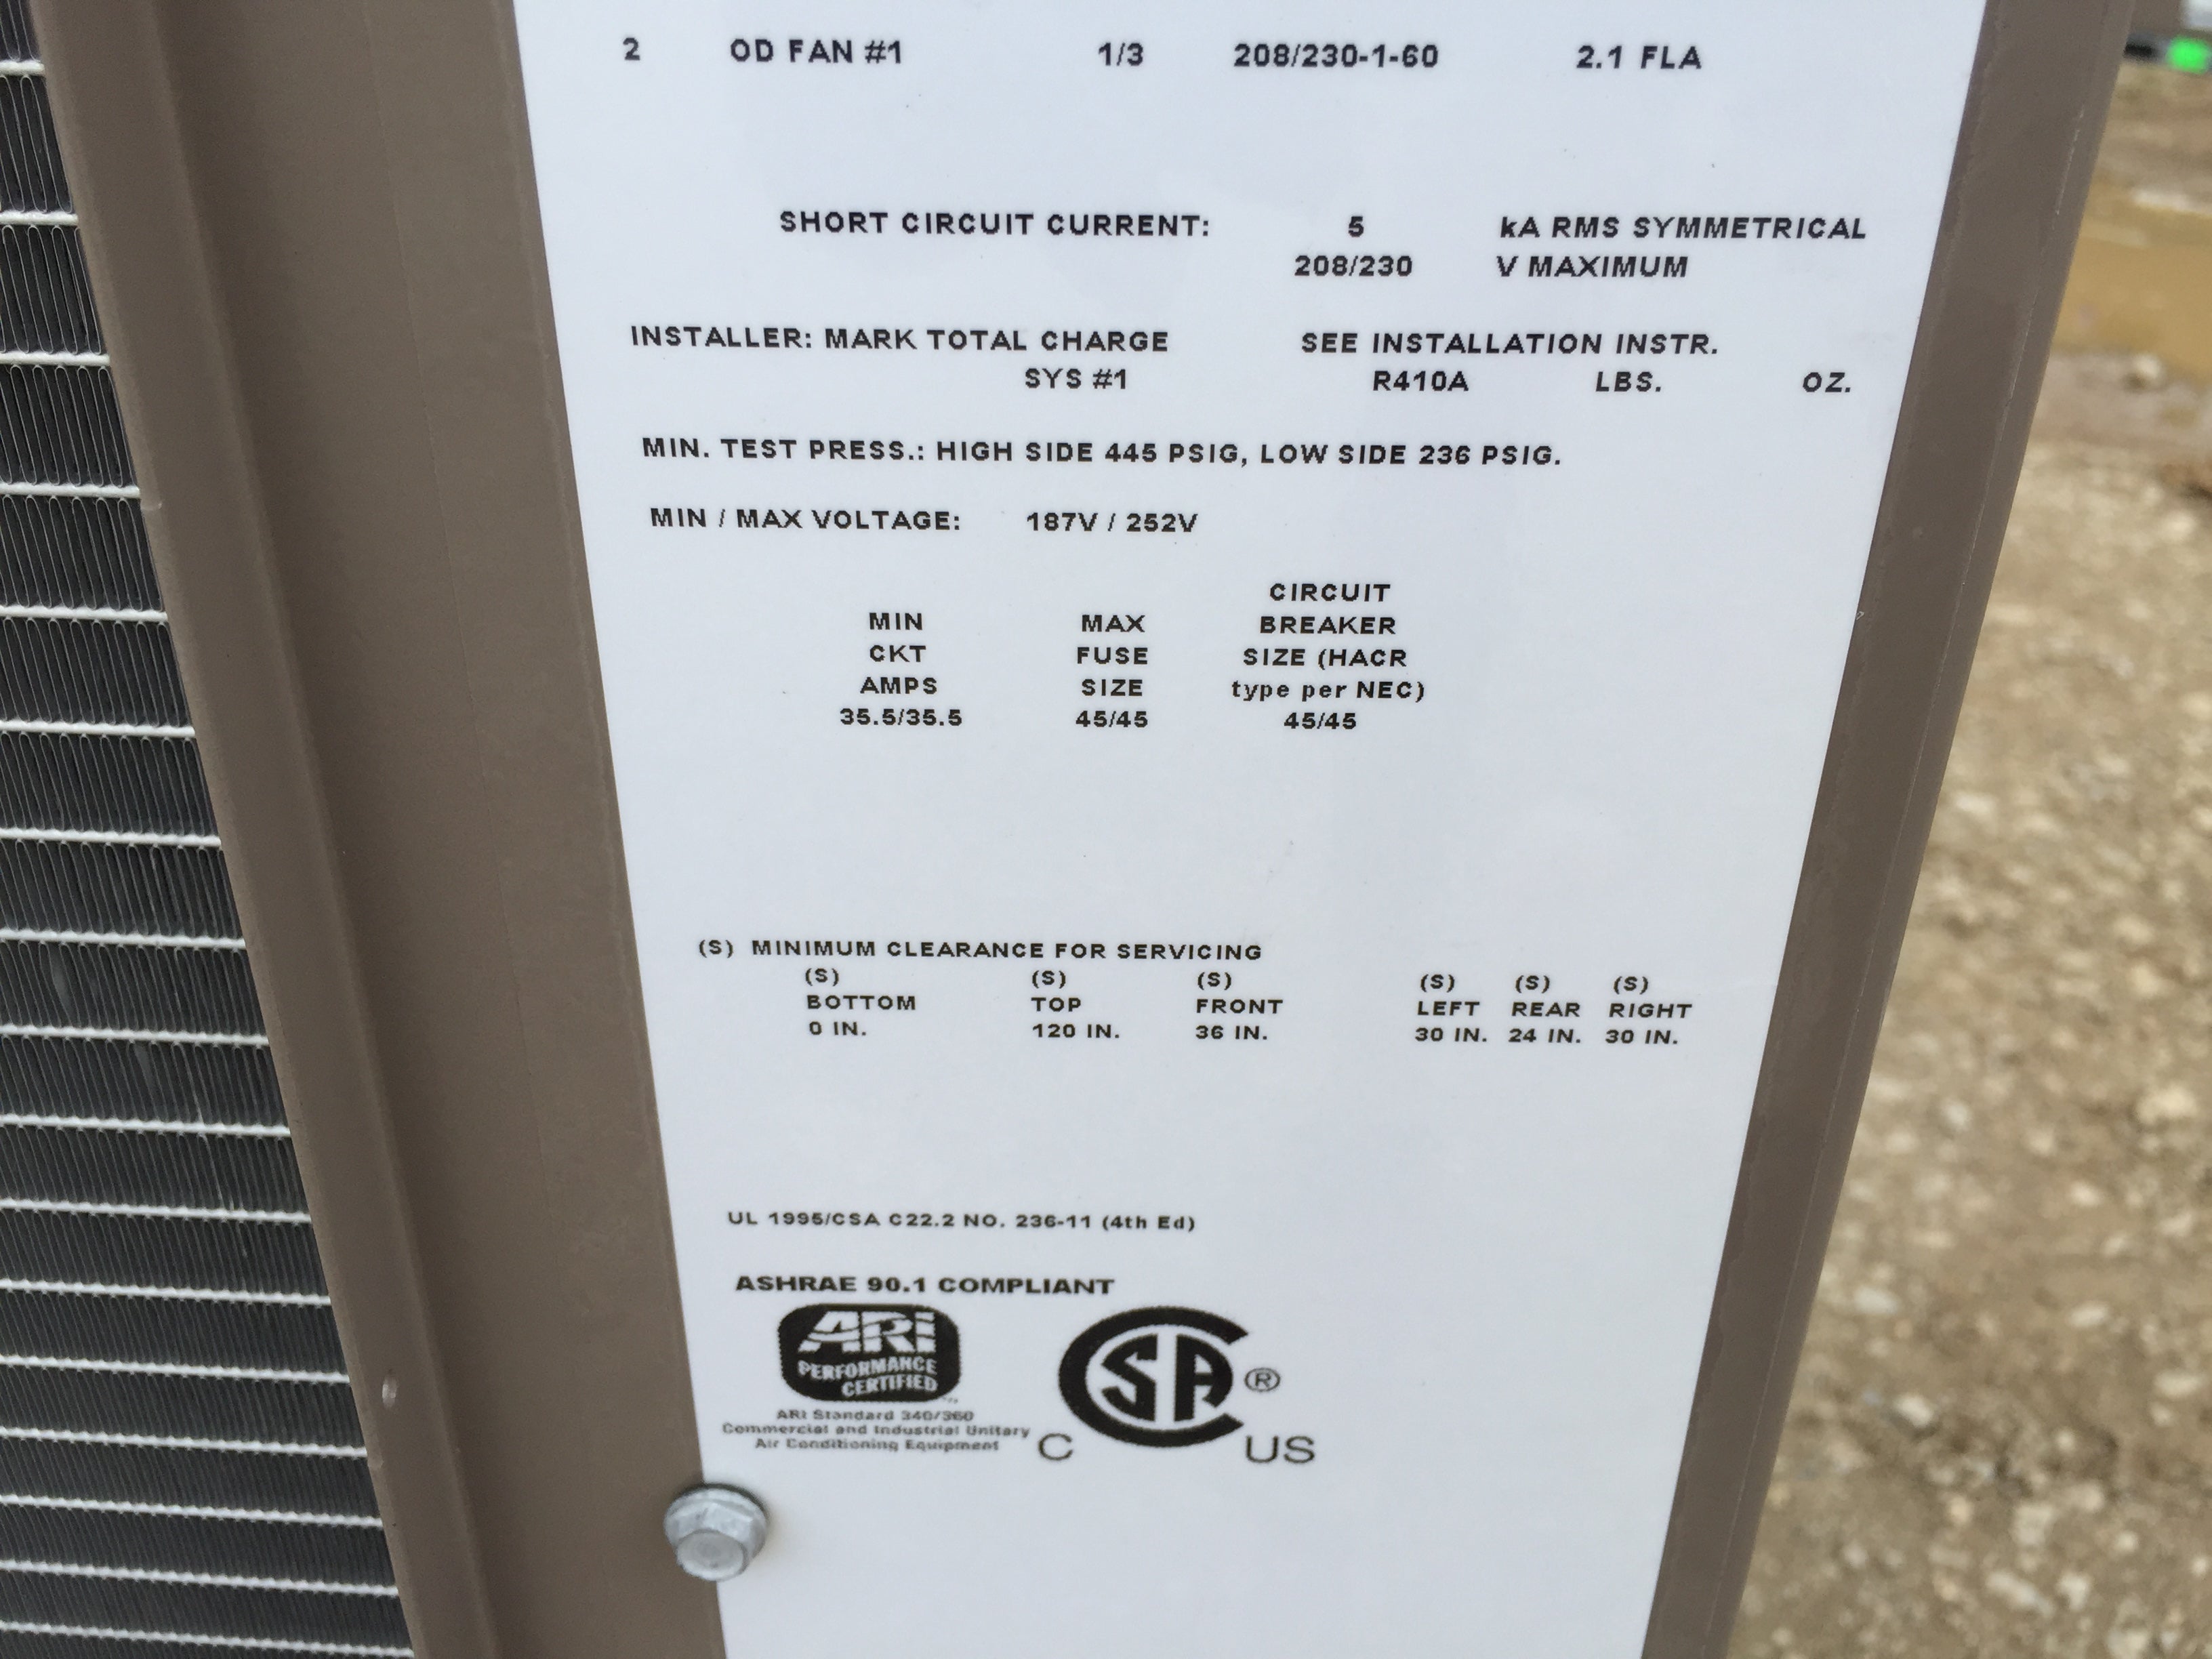 2 OD FAN #1 1/3 208/230-1-60 2.1 FLA
SHORT CIRCUIT CURRENT: 5 kA RMS SYMMETRICAL
208/230 V MAXIMUM
INSTALLER: MARK TOTAL CHARGE SEE INSTALLATION INSTR.
SYS #1 R410A LBS. OZ.
MIN. TEST PRESS.: HIGH SIDE 445 PSIG, LOW SIDE 236 PSIG.
MIN / MAX VOLTAGE: 187V / 252V
CIRCUIT
MIN MAX BREAKER
CKT FUSE SIZE (HACR
AMPS SIZE type per NEC)
35.5/35.5 45/45 45/45
(S) MINIMUM CLEARANCE FOR SERVICING
(S) (S) (S) (S) (S) (S)
BOTTOM TOP FRONT LEFT REAR RIGHT
0 IN. 120 IN. 36 IN. 30 IN. 24 IN. 30 IN.
UL 1995/CSA C22.2 NO. 236-11 (4th Ed)
ASHRAE 90.1 COMPLIANT
ARI
PERFORMANCE
CERTIFIED
TM
ARI Standard 340/360
Commercial and Industrial Unitary
Air Conditioning Equipment
C SA ®
C US